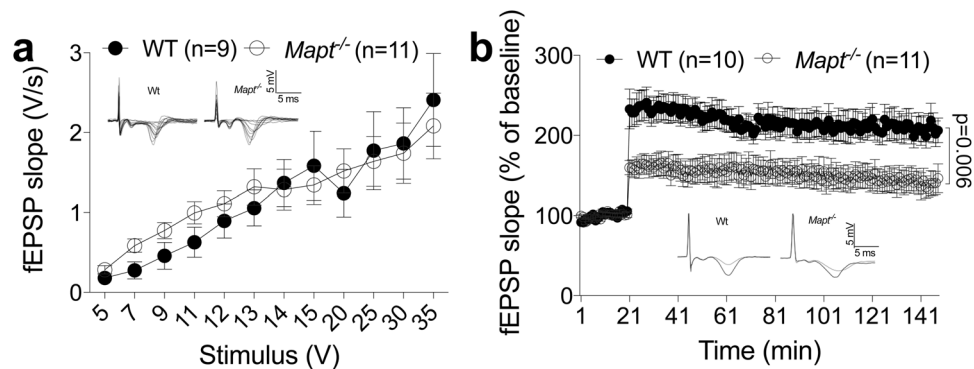 a
WT (n=9) Mapt-/- (n=11)
fEPSP slope (V/s)
3
2
1
0
Wt
Mapt-/-
5 mV
5 ms
5 7 9 11 12 13 14 15 20 25 30 35
Stimulus (V)
b
WT (n=10) Mapt-/- (n=11)
fEPSP slope (% of baseline)
300
200
100
0
p=0.006
Wt
Mapt-/-
5 mV
5 ms
1 21 41 61 81 101 121 141
Time (min)